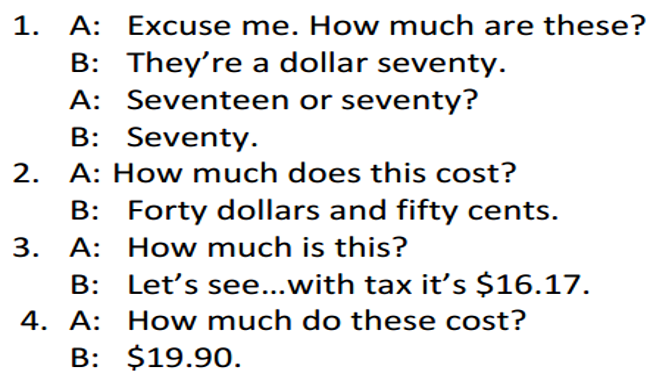 1. A: Excuse me. How much are these?
B: They’re a dollar seventy.
A: Seventeen or seventy?
B: Seventy.
2. A: How much does this cost?
B: Forty dollars and fifty cents.
3. A: How much is this?
B: Let’s see...with tax it’s $16.17.
4. A: How much do these cost?
B: $19.90.